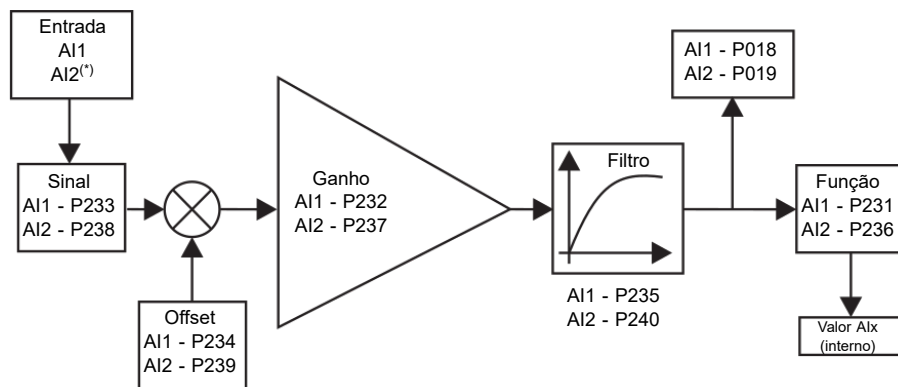 Entrada
AI1
AI2(*)
Sinal
AI1 - P233
AI2 - P238
Offset
AI1 - P234
AI2 - P239
Ganho
AI1 - P232
AI2 - P237
Filtro
AI1 - P235
AI2 - P240
AI1 - P018
AI2 - P019
Função
AI1 - P231
AI2 - P236
Valor AIx
(interno)